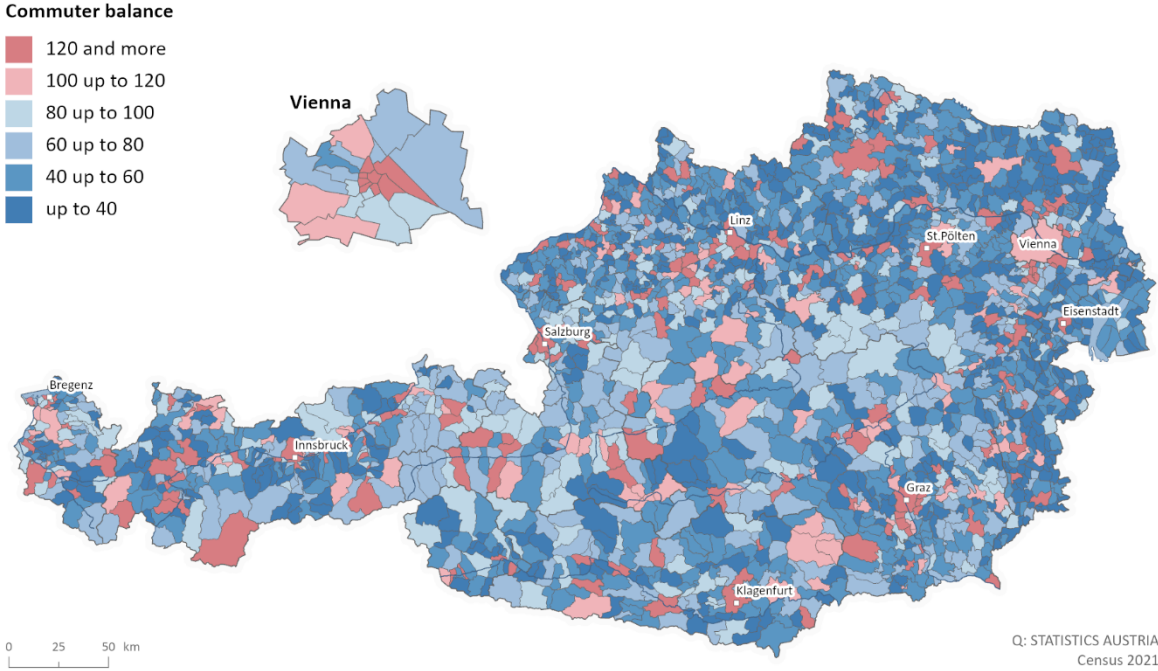 Commuter balance
120 and more
100 up to 120
80 up to 100
60 up to 80
40 up to 60
up to 40
Vienna
Linz
St.Pölten
Vienna
Eisenstadt
Salzburg
Bregenz
Innsbruck
Graz
Klagenfurt
0 25 50 km
Q: STATISTICS AUSTRIA
Census 2021